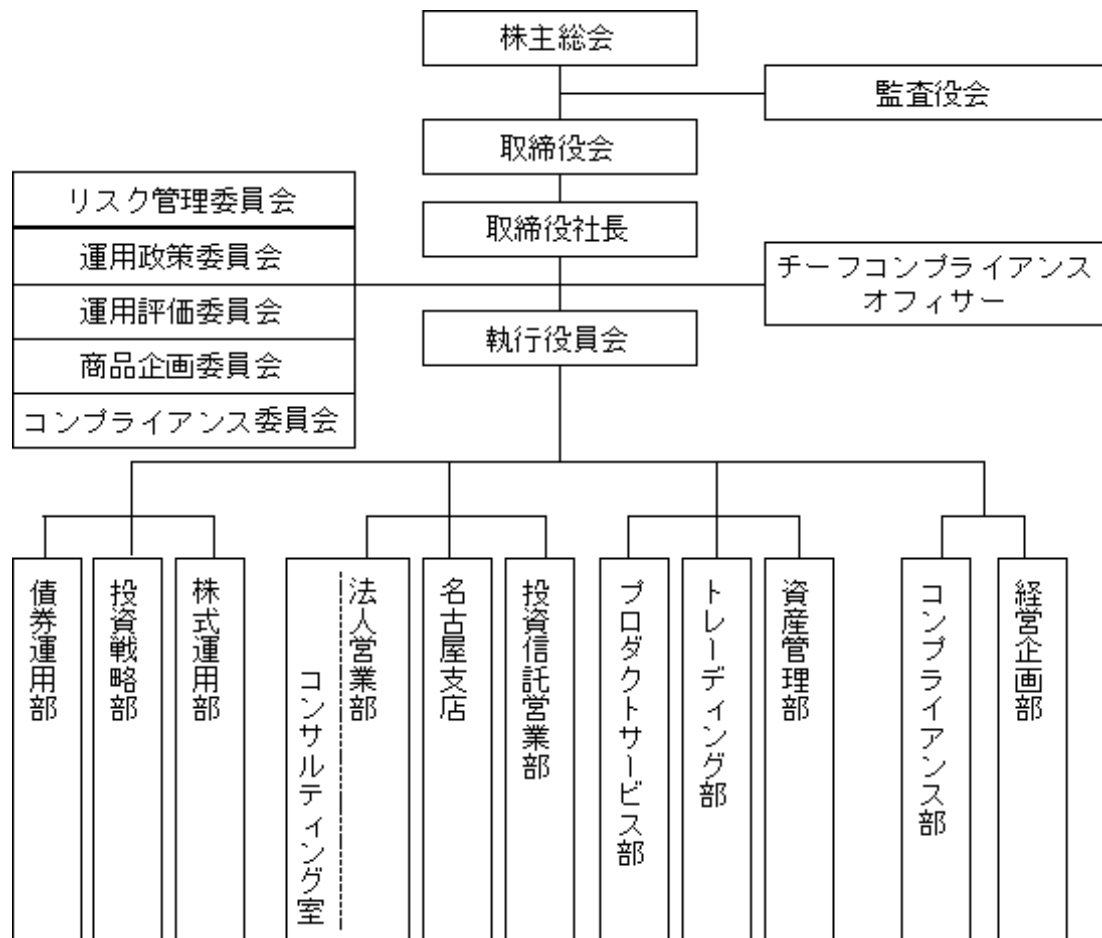 株主総会
監査役会
取締役会
リスク管理委員会
取締役社長
運用政策委員会
チーフコンプライアンス
オフィサー
運用評価委員会
執行役員会
商品企画委員会
コンプライアンス委員会
債券運用部
投資戦略部
株式運用部
コンサルティング室
法人営業部
名古屋支店
投資信託営業部
プロダクトサービス部
トレーディング部
資産管理部
コンプライアンス部
経営企画部